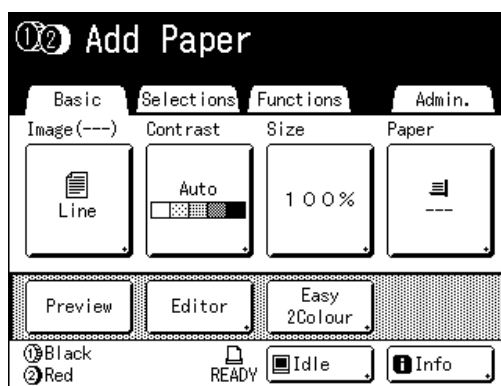 ①② Add Paper
Basic Selections Functions Admin.
Image(---) Contrast Size Paper
Line Auto 100% ---
Preview Editor Easy 2Colour
①Black
②Red READY Idle Info